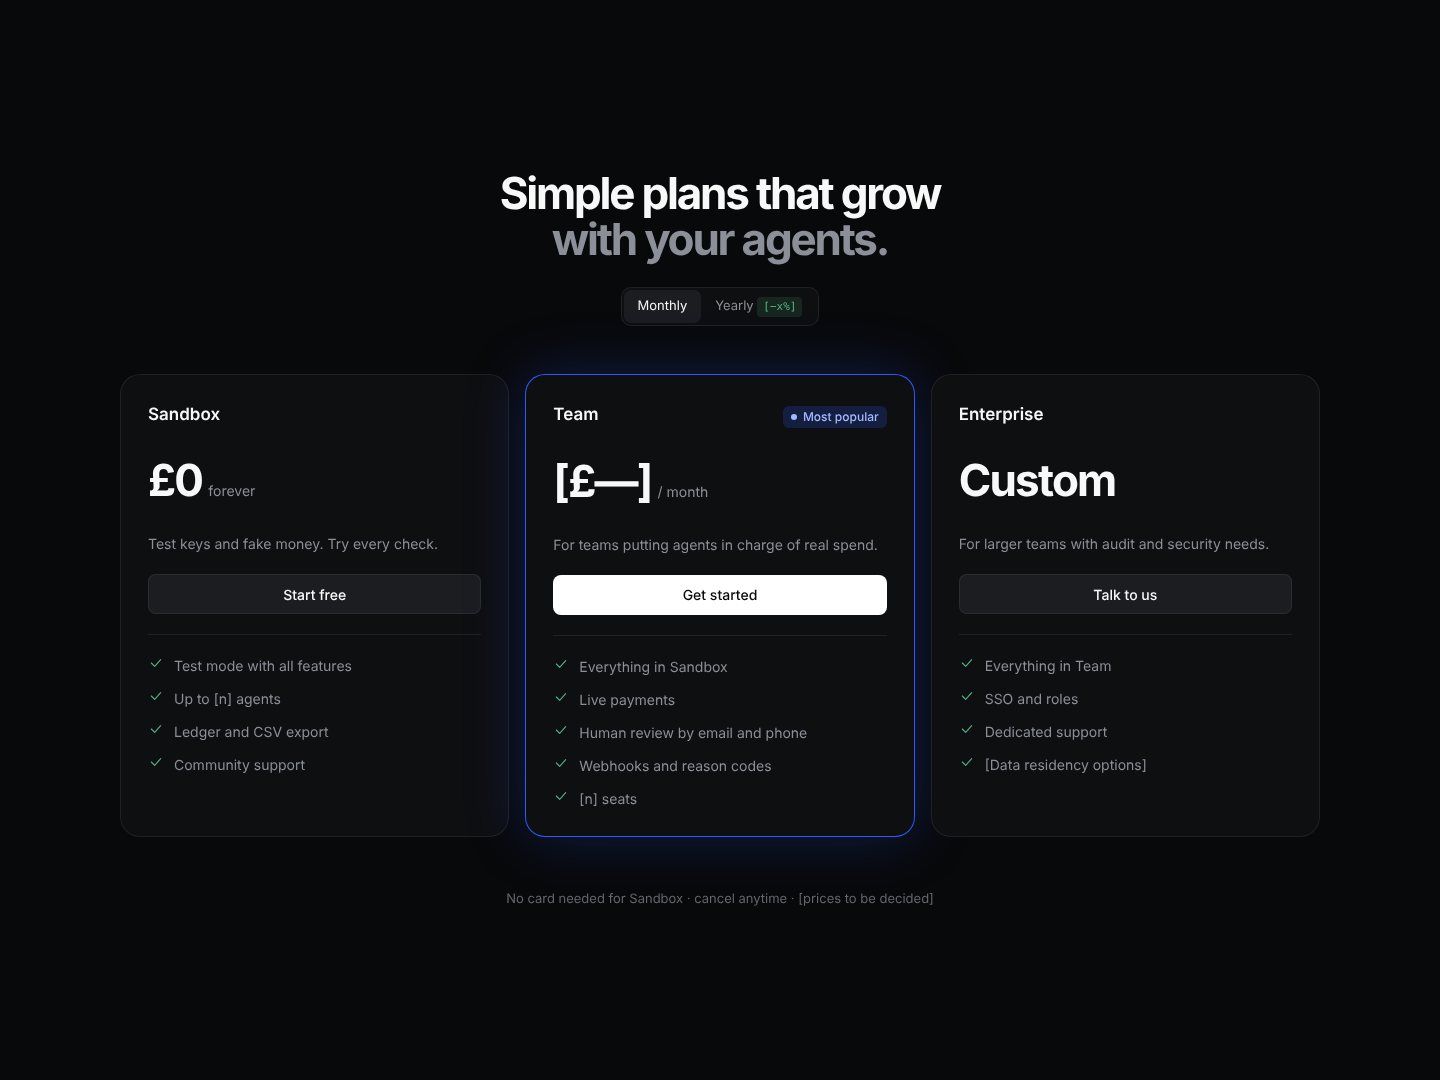 Simple plans that grow
with your agents.
Monthly
Yearly [−x%]
Sandbox
£0 forever
Test keys and fake money. Try every check.
Start free
Test mode with all features
Up to [n] agents
Ledger and CSV export
Community support
Team
Most popular
[£—] / month
For teams putting agents in charge of real spend.
Get started
Everything in Sandbox
Live payments
Human review by email and phone
Webhooks and reason codes
[n] seats
Enterprise
Custom
For larger teams with audit and security needs.
Talk to us
Everything in Team
SSO and roles
Dedicated support
[Data residency options]
No card needed for Sandbox · cancel anytime · [prices to be decided]